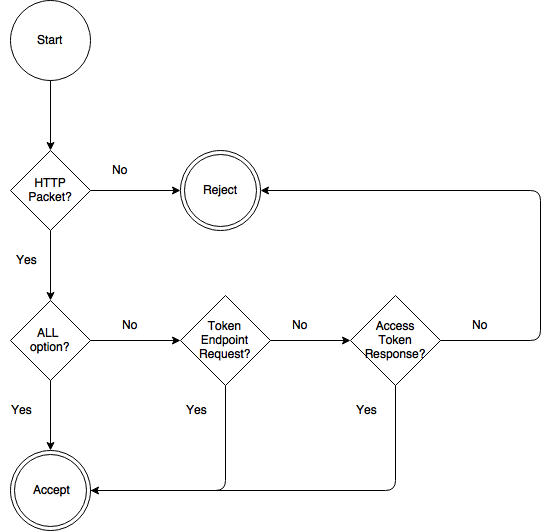 Start
No
HTTP
Packet?
Reject
Yes
ALL
option?
No
Token
Endpoint
Request?
No
Access
Token
Response?
No
Yes
Yes
Yes
Accept